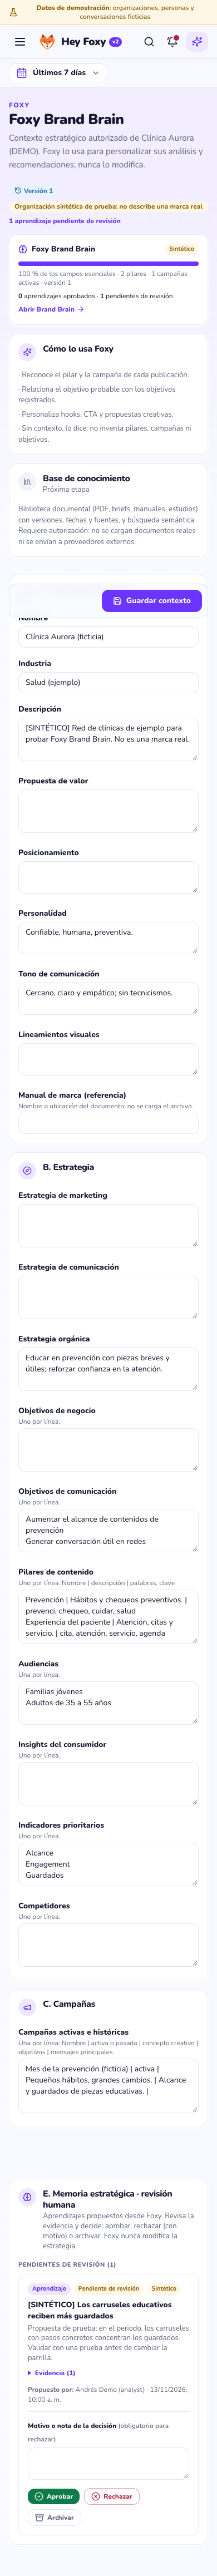 Datos de demostración: organizaciones, personas y
conversaciones ficticias
Hey Foxy v2
Últimos 7 días
FOXY
Foxy Brand Brain
Contexto estratégico autorizado de Clínica Aurora
(DEMO). Foxy lo usa para personalizar sus análisis y
recomendaciones; nunca lo modifica.
Versión 1
Organización sintética de prueba: no describe una marca real
1 aprendizaje pendiente de revisión
Foxy Brand Brain
Sintético
100 % de los campos esenciales · 2 pilares · 1 campañas
activas · versión 1
0 aprendizajes aprobados · 1 pendientes de revisión
Abrir Brand Brain →
Cómo lo usa Foxy
· Reconoce el pilar y la campaña de cada publicación.
· Relaciona el objetivo probable con los objetivos
registrados.
· Personaliza hooks, CTA y propuestas creativas.
· Sin contexto, lo dice: no inventa pilares, campañas ni
objetivos.
Base de conocimiento
Próxima etapa
Biblioteca documental (PDF, briefs, manuales, estudios)
con versiones, fechas y fuentes, y búsqueda semántica.
Requiere autorización: no se cargan documentos reales
ni se envían a proveedores externos.
Guardar contexto
Nombre
Clínica Aurora (ficticia)
Industria
Salud (ejemplo)
Descripción
[SINTÉTICO] Red de clínicas de ejemplo para
probar Foxy Brand Brain. No es una marca real.
Propuesta de valor
Posicionamiento
Personalidad
Confiable, humana, preventiva.
Tono de comunicación
Cercano, claro y empático; sin tecnicismos.
Lineamientos visuales
Manual de marca (referencia)
Nombre o ubicación del documento; no se carga el archivo.
B. Estrategia
Estrategia de marketing
Estrategia de comunicación
Estrategia orgánica
Educar en prevención con piezas breves y
útiles; reforzar confianza en la atención.
Objetivos de negocio
Uno por línea.
Objetivos de comunicación
Uno por línea.
Aumentar el alcance de contenidos de
prevención
Generar conversación útil en redes
Pilares de contenido
Uno por línea: Nombre | descripción | palabras, clave
Prevención | Hábitos y chequeos preventivos. |
prevenci, chequeo, cuidar, salud
Experiencia del paciente | Atención, citas y
servicio. | cita, atención, servicio, agenda
Audiencias
Una por línea.
Familias jóvenes
Adultos de 35 a 55 años
Insights del consumidor
Uno por línea.
Indicadores prioritarios
Uno por línea.
Alcance
Engagement
Guardados
Competidores
Uno por línea.
C. Campañas
Campañas activas e históricas
Una por línea: Nombre | activa o pasada | concepto creativo |
objetivos | mensajes principales
Mes de la prevención (ficticia) | activa |
Pequeños hábitos, grandes cambios. | Alcance
y guardados de piezas educativas. |
E. Memoria estratégica · revisión
humana
Aprendizajes propuestos desde Foxy. Revisa la
evidencia y decide: aprobar, rechazar (con
motivo) o archivar. Foxy nunca modifica la
estrategia.
PENDIENTES DE REVISIÓN (1)
Aprendizaje
Pendiente de revisión
Sintético
[SINTÉTICO] Los carruseles educativos
reciben más guardados
Propuesta de prueba: en el periodo, los carruseles
con pasos concretos concentran los guardados.
Validar con una prueba antes de cambiar la
parrilla.
Evidencia (1)
Propuesto por: Andrés Demo (analyst) · 13/11/2026,
10:00 a. m.
Motivo o nota de la decisión (obligatorio para
rechazar)
Aprobar
Rechazar
Archivar